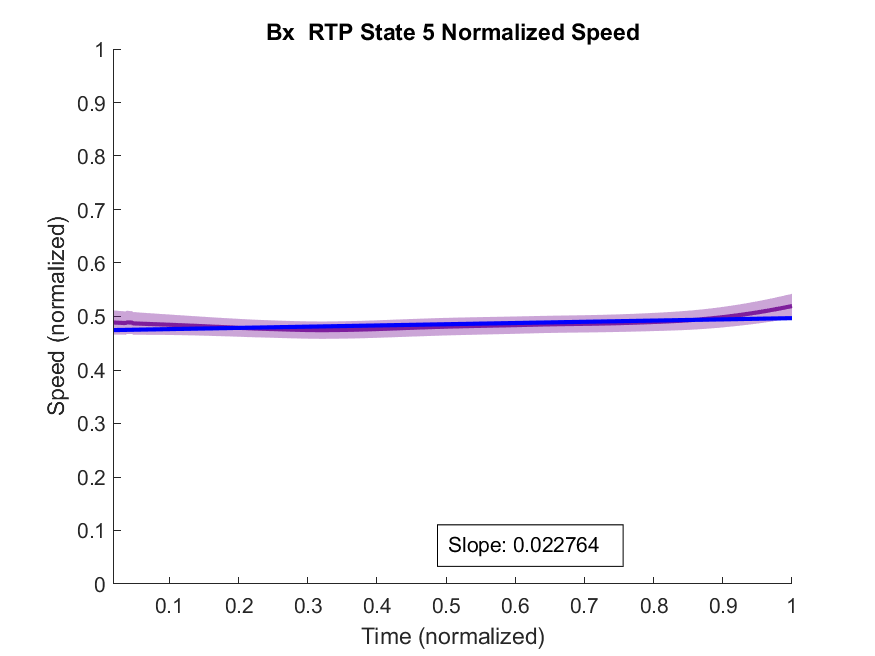 Bx  RTP State 5 Normalized Speed
1
0.9
0.8
0.7
0.6
0.5
0.4
0.3
0.2
0.1
0
Speed (normalized)
Slope: 0.022764
0.1 0.2 0.3 0.4 0.5 0.6 0.7 0.8 0.9 1
Time (normalized)